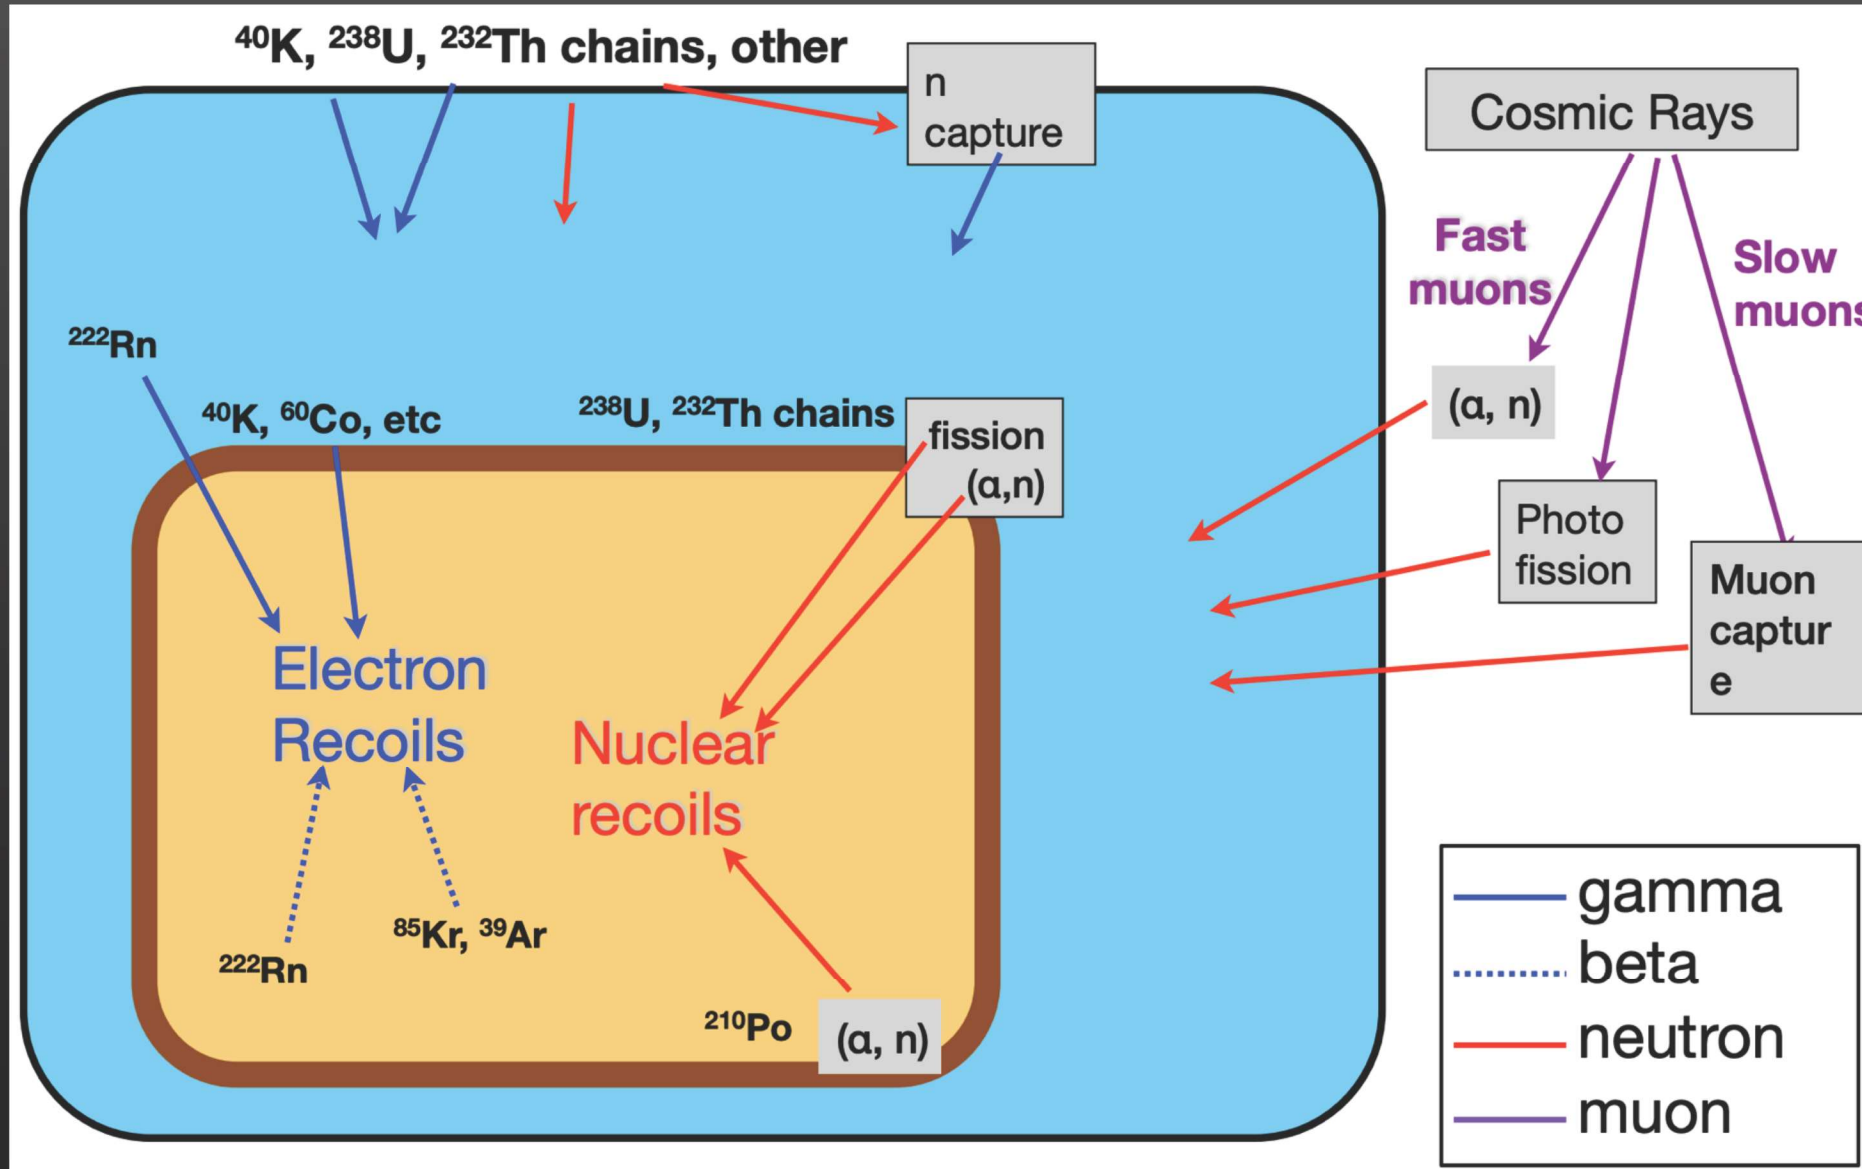 ⁴⁰K, ²³⁸U, ²³²Th chains, other
n
capture
Cosmic Rays
Fast
muons
Slow
muons
²²²Rn
⁴⁰K, ⁶⁰Co, etc
²³⁸U, ²³²Th chains
fission
(α,n)
(α, n)
Photo
fission
Muon
captur
e
Electron
Recoils
Nuclear
recoils
²²²Rn
⁸⁵Kr, ³⁹Ar
²¹⁰Po
(α, n)
gamma
beta
neutron
muon